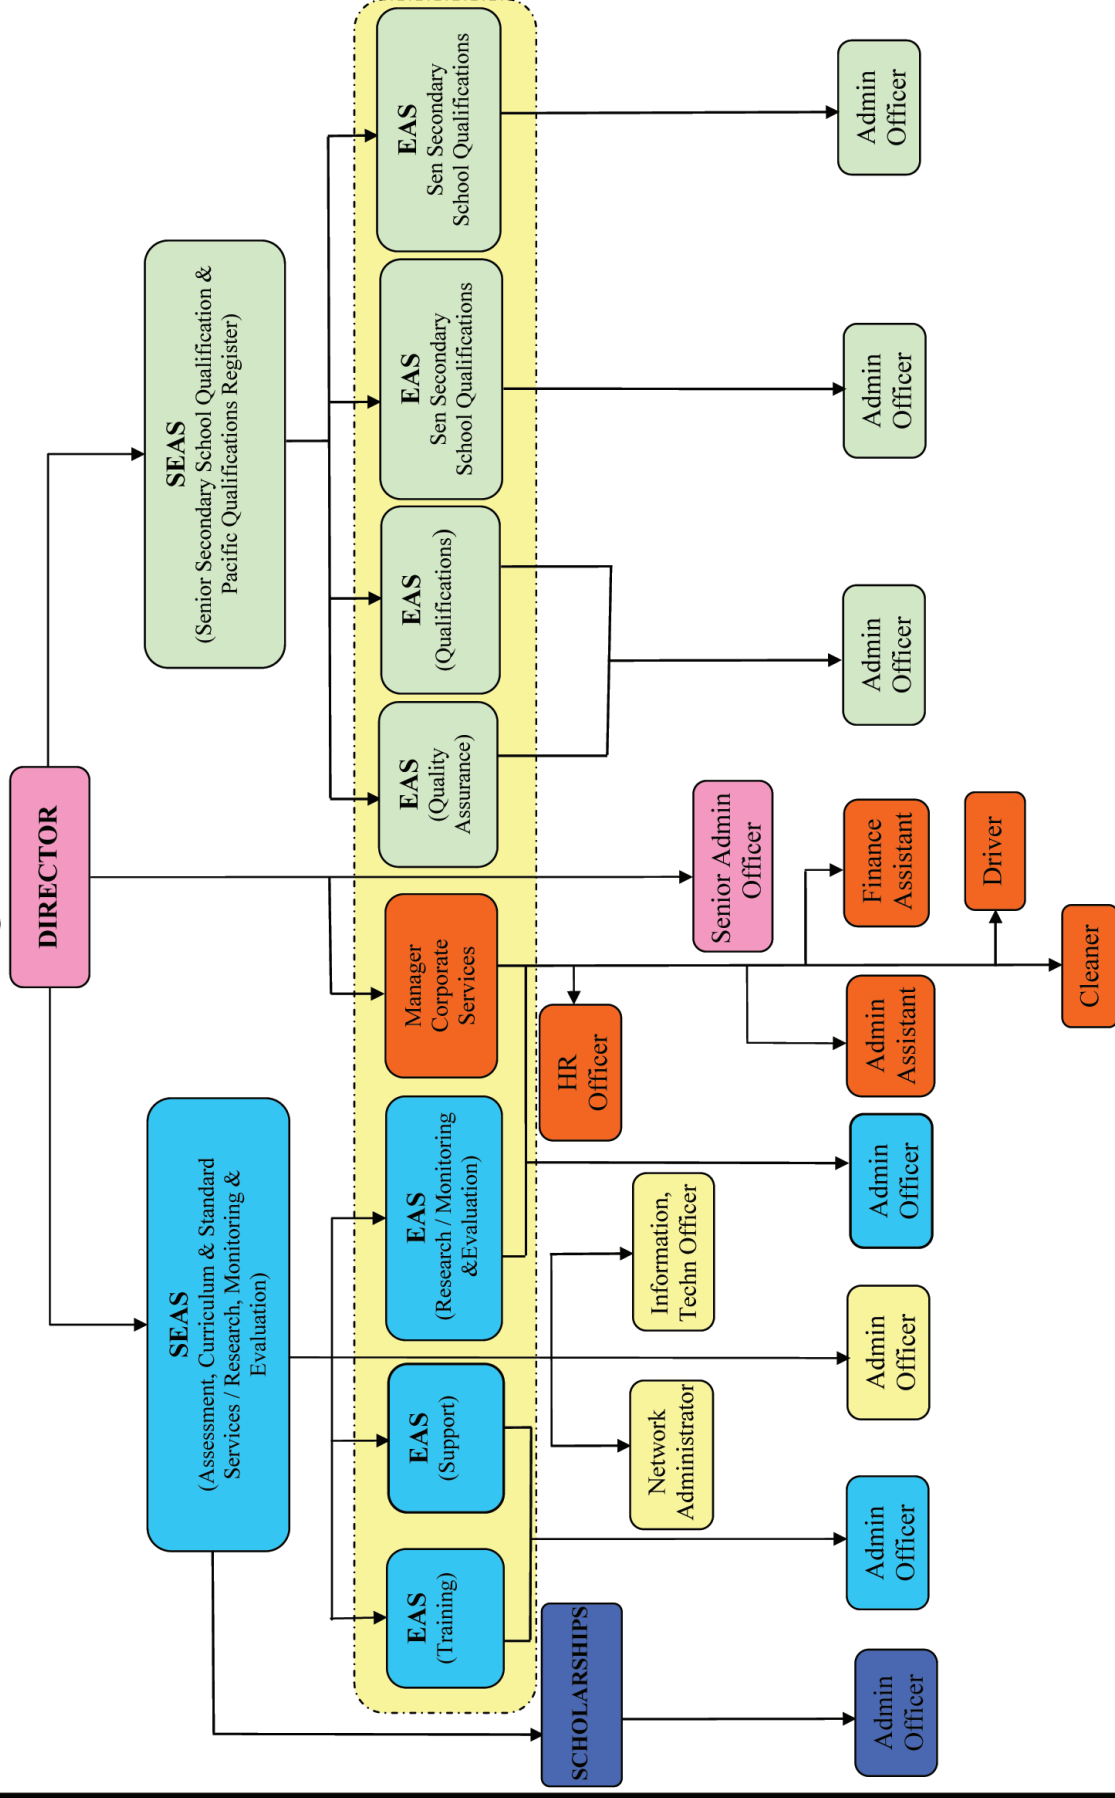 DIRECTOR
SEAS
(Assessment, Curriculum & Standard
Services / Research, Monitoring &
Evaluation)
SEAS
(Senior Secondary School Qualification &
Pacific Qualifications Register)
EAS
(Training)
EAS
(Support)
EAS
(Research / Monitoring
&Evaluation)
Manager
Corporate
Services
EAS
(Quality
Assurance)
EAS
(Qualifications)
EAS
Sen Secondary
School Qualifications
EAS
Sen Secondary
School Qualifications
SCHOLARSHIPS
HR
Officer
Network
Administrator
Information,
Techn Officer
Senior Admin
Officer
Admin
Officer
Admin
Officer
Admin
Officer
Admin
Officer
Admin
Assistant
Finance
Assistant
Admin
Officer
Admin
Officer
Admin
Officer
Driver
Cleaner